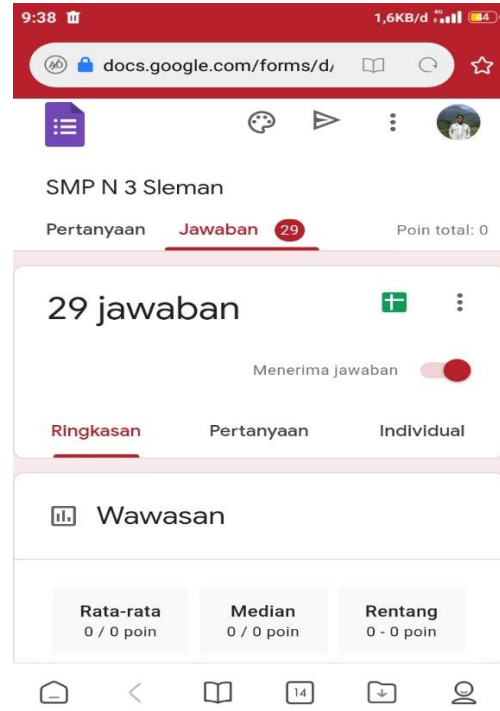 9:38 1,6KB/d 4G 44
docs.google.com/forms/d/
SMP N 3 Sleman
Pertanyaan Jawaban 29 Poin total: 0
29 jawaban
Menerima jawaban
Ringkasan Pertanyaan Individual
Wawasan
Rata-rata Median Rentang
0 / 0 poin 0 / 0 poin 0 - 0 poin
14